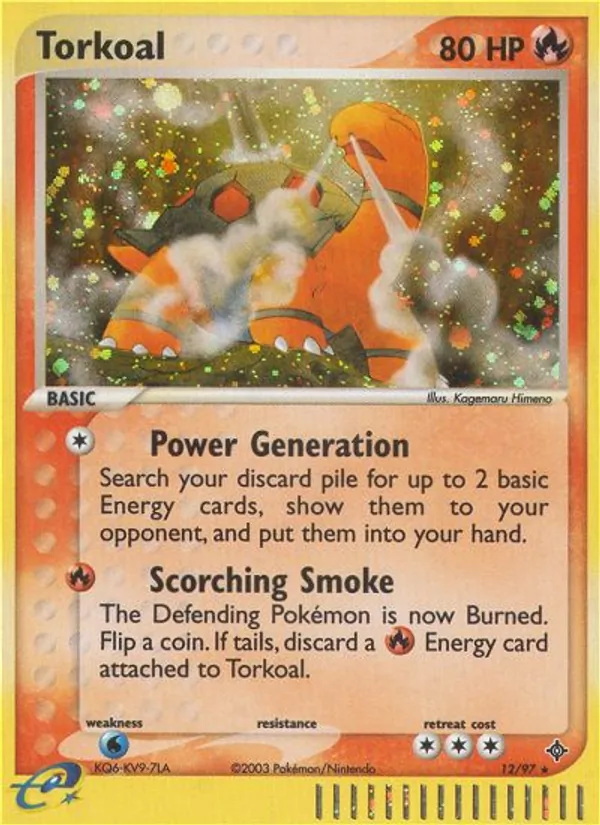 Torkoal
80 HP
BASIC
Illus. Kagemaru Himeno
Power Generation
Search your discard pile for up to 2 basic
Energy cards, show them to your
opponent, and put them into your hand.
Scorching Smoke
The Defending Pokémon is now Burned.
Flip a coin. If tails, discard a Energy card
attached to Torkoal.
weakness
resistance
retreat cost
KQ6-KV9-7LA
©2003 Pokémon/Nintendo
12/97 ★
e